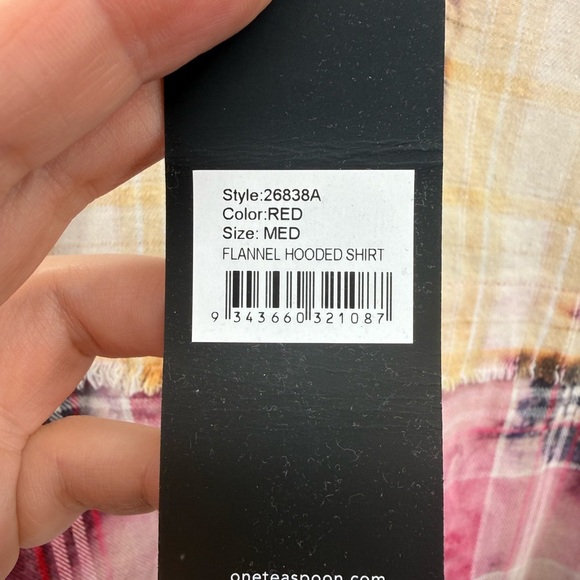 Style:26838A
Color:RED
Size: MED
FLANNEL HOODED SHIRT
9 343660 321087
oneteaspoon.com